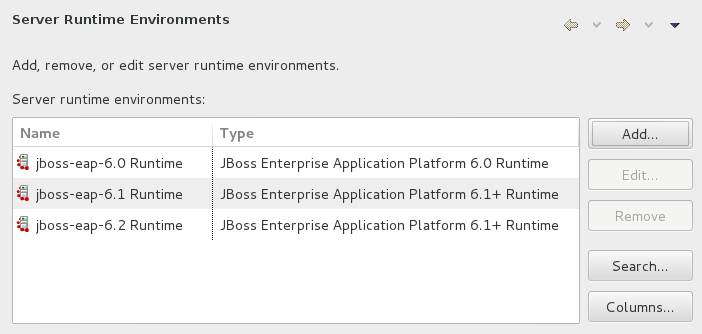 Server Runtime Environments
Add, remove, or edit server runtime environments.
Server runtime environments:
Name Type
jboss-eap-6.0 Runtime JBoss Enterprise Application Platform 6.0 Runtime
jboss-eap-6.1 Runtime JBoss Enterprise Application Platform 6.1+ Runtime
jboss-eap-6.2 Runtime JBoss Enterprise Application Platform 6.1+ Runtime
Add...
Edit...
Remove
Search...
Columns...